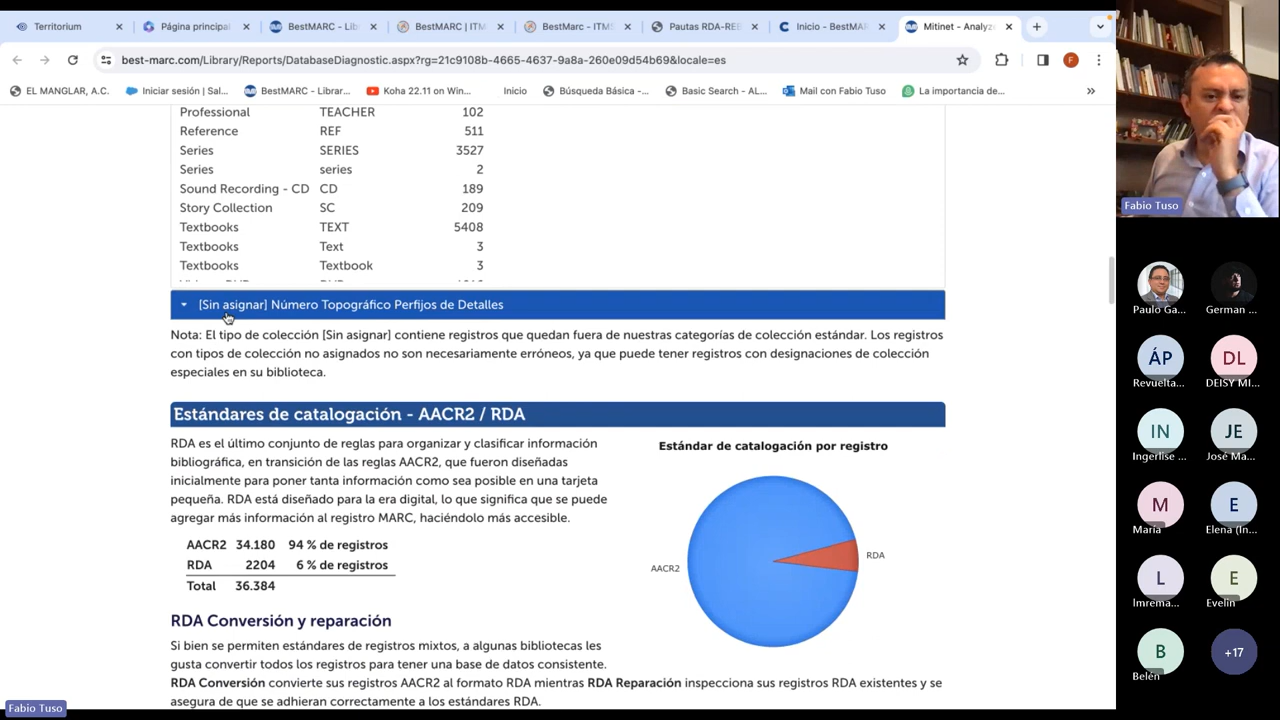 Territorium
Página principal
BestMARC - Lib
BestMARC | ITM
BestMarc - ITMS
Pautas RDA-REE
Inicio - BestMAR
Mitinet - Analyz
best-marc.com/Library/Reports/DatabaseDiagnostic.aspx?rg=21c9108b-4665-4637-9a8a-260e09d54b69&locale=es
F
EL MANGLAR, A.C.
Iniciar sesión | Sal...
BestMARC - Librar...
Koha 22.11 on Win...
Inicio
Búsqueda Básica -...
Basic Search - AL...
Mail con Fabio Tuso
La importancia de...
»
Professional TEACHER 102
Reference REF 511
Series SERIES 3527
Series series 2
Sound Recording - CD CD 189
Story Collection SC 209
Textbooks TEXT 5408
Textbooks Text 3
Textbooks Textbook 3
[Sin asignar] Número Topográfico Perfijos de Detalles
Nota: El tipo de colección [Sin asignar] contiene registros que quedan fuera de nuestras categorías de colección estándar. Los registros
con tipos de colección no asignados no son necesariamente erróneos, ya que puede tener registros con designaciones de colección
especiales en su biblioteca.
Estándares de catalogación - AACR2 / RDA
RDA es el último conjunto de reglas para organizar y clasificar información
bibliográfica, en transición de las reglas AACR2, que fueron diseñadas
inicialmente para poner tanta información como sea posible en una tarjeta
pequeña. RDA está diseñado para la era digital, lo que significa que se puede
agregar más información al registro MARC, haciéndolo más accesible.
AACR2 34.180 94 % de registros
RDA 2204 6 % de registros
Total 36.384
Estándar de catalogación por registro
AACR2
RDA
RDA Conversión y reparación
Si bien se permiten estándares de registros mixtos, a algunas bibliotecas les
gusta convertir todos los registros para tener una base de datos consistente.
RDA Conversión convierte sus registros AACR2 al formato RDA mientras RDA Reparación inspecciona sus registros RDA existentes y se
asegura de que se adhieran correctamente a los estándares RDA.
Fabio Tuso
Fabio Tuso
Paulo Ga...
German ...
ÁP
Revuelta...
DL
DEISY MI...
IN
Ingerlise ...
JE
José Ma...
M
Maria
E
Elena (In...
L
lmrema...
E
Evelin
B
Belén
+17